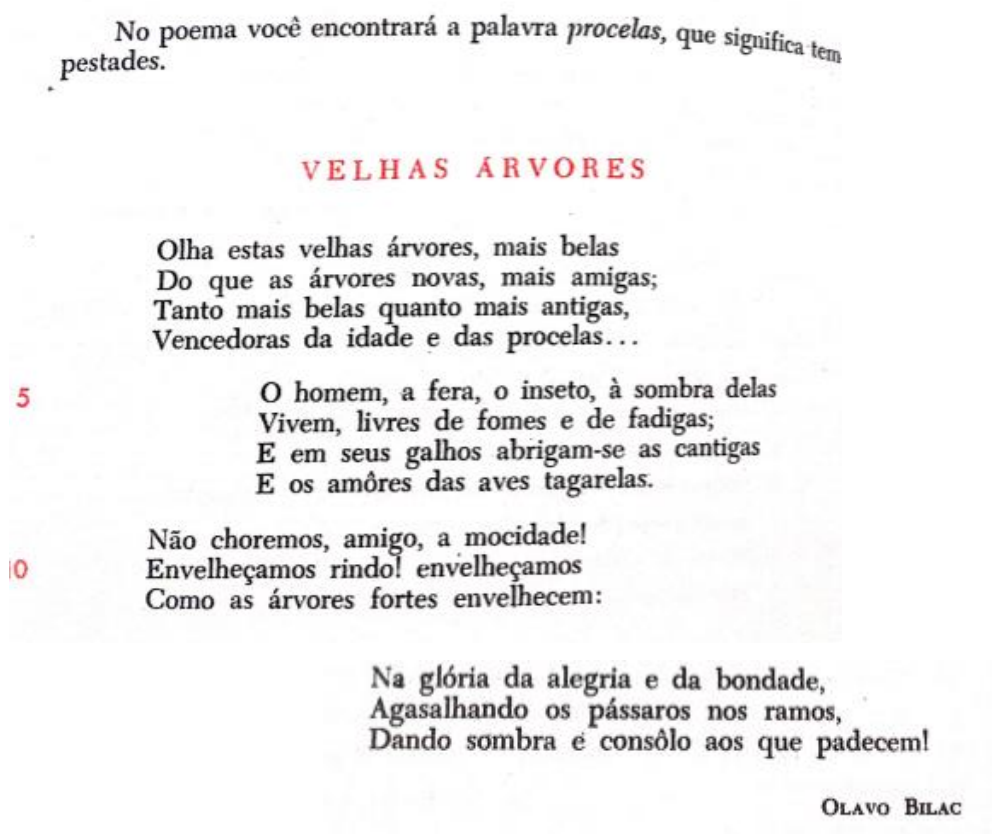 No poema você encontrará a palavra procelas, que significa tem
pestades.
VELHAS ÁRVORES
Olha estas velhas árvores, mais belas
Do que as árvores novas, mais amigas;
Tanto mais belas quanto mais antigas,
Vencedoras da idade e das procelas...
5 O homem, a fera, o inseto, à sombra delas
Vivem, livres de fomes e de fadigas;
E em seus galhos abrigam-se as cantigas
E os amôres das aves tagarelas.
Não choremos, amigo, a mocidade!
10 Envelheçamos rindo! envelheçamos
Como as árvores fortes envelhecem:
Na glória da alegria e da bondade,
Agasalhando os pássaros nos ramos,
Dando sombra e consôlo aos que padecem!
OLAVO BILAC